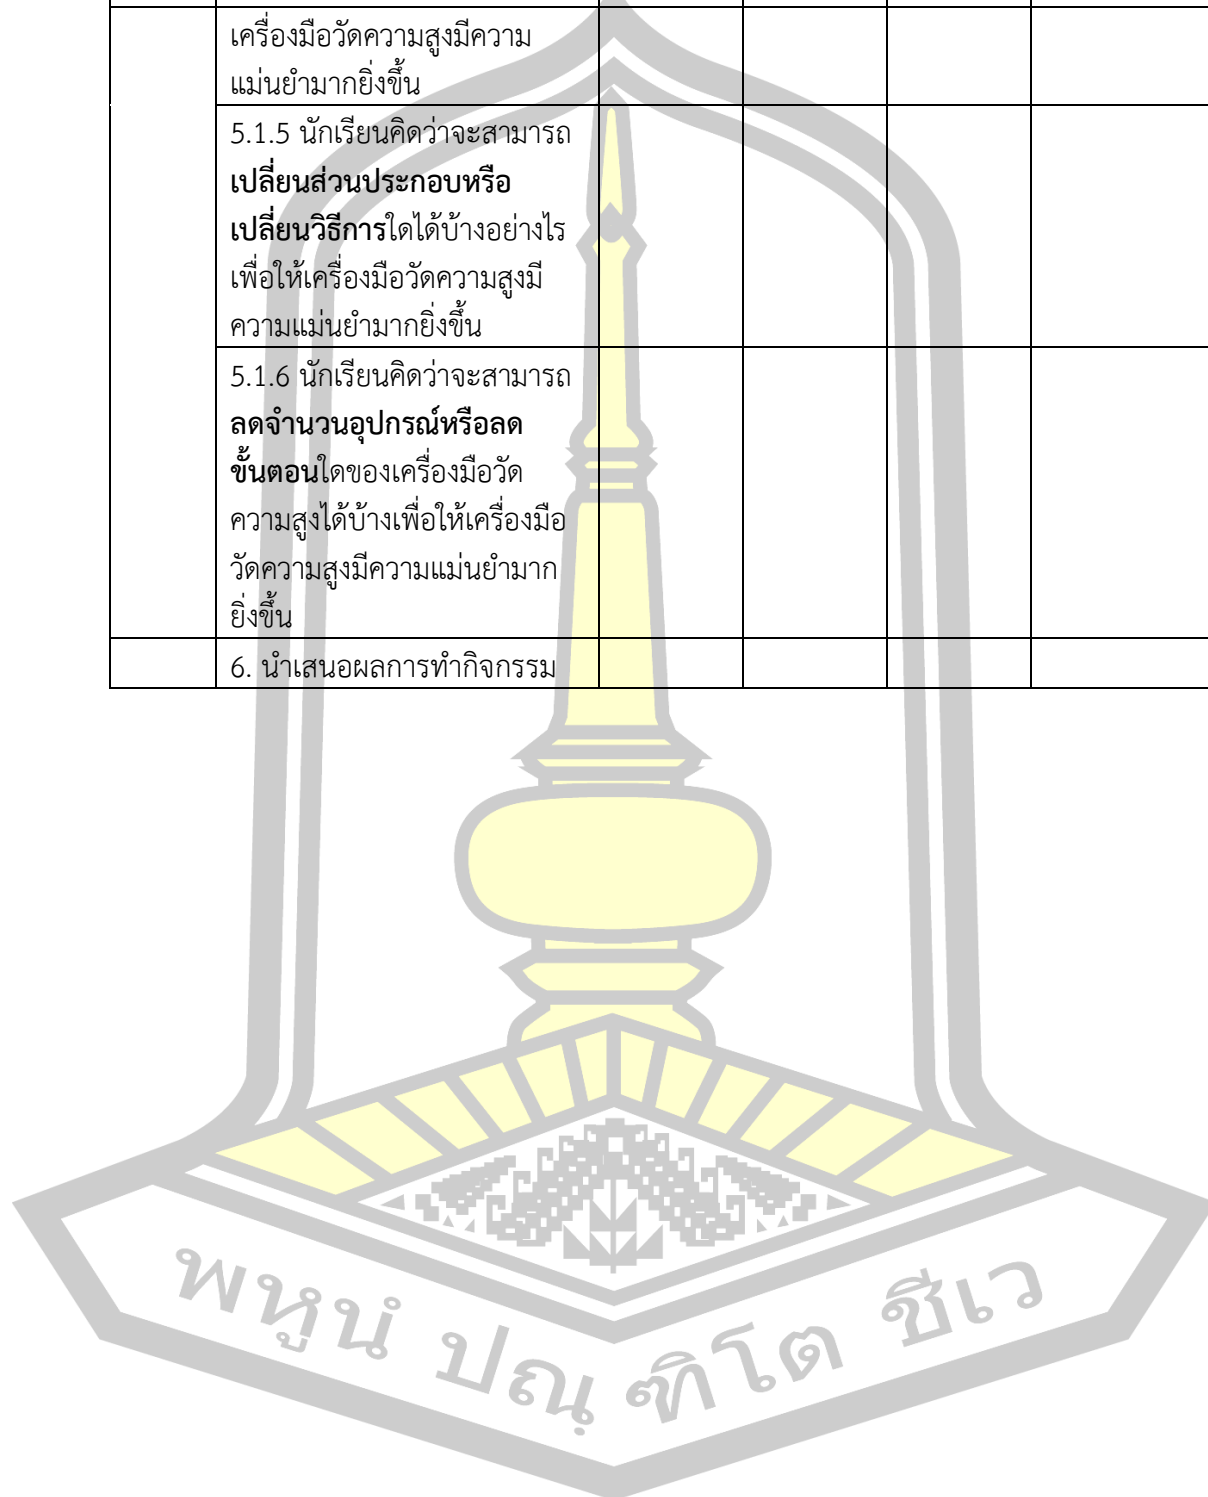 เครื่องมือวัดความสูงมีความ
แม่นยำมากยิ่งขึ้น
5.1.5 นักเรียนคิดว่าจะสามารถ
เปลี่ยนส่วนประกอบหรือ
เปลี่ยนวิธีการใดได้บ้างอย่างไร
เพื่อให้เครื่องมือวัดความสูงมี
ความแม่นยำมากยิ่งขึ้น
5.1.6 นักเรียนคิดว่าจะสามารถ
ลดจำนวนอุปกรณ์หรือลด
ขั้นตอนใดของเครื่องมือวัด
ความสูงได้บ้างเพื่อให้เครื่องมือ
วัดความสูงมีความแม่นยำมาก
ยิ่งขึ้น
6. นำเสนอผลการทำกิจกรรม
พหูนํ ปณฺฑิโต ชีเว